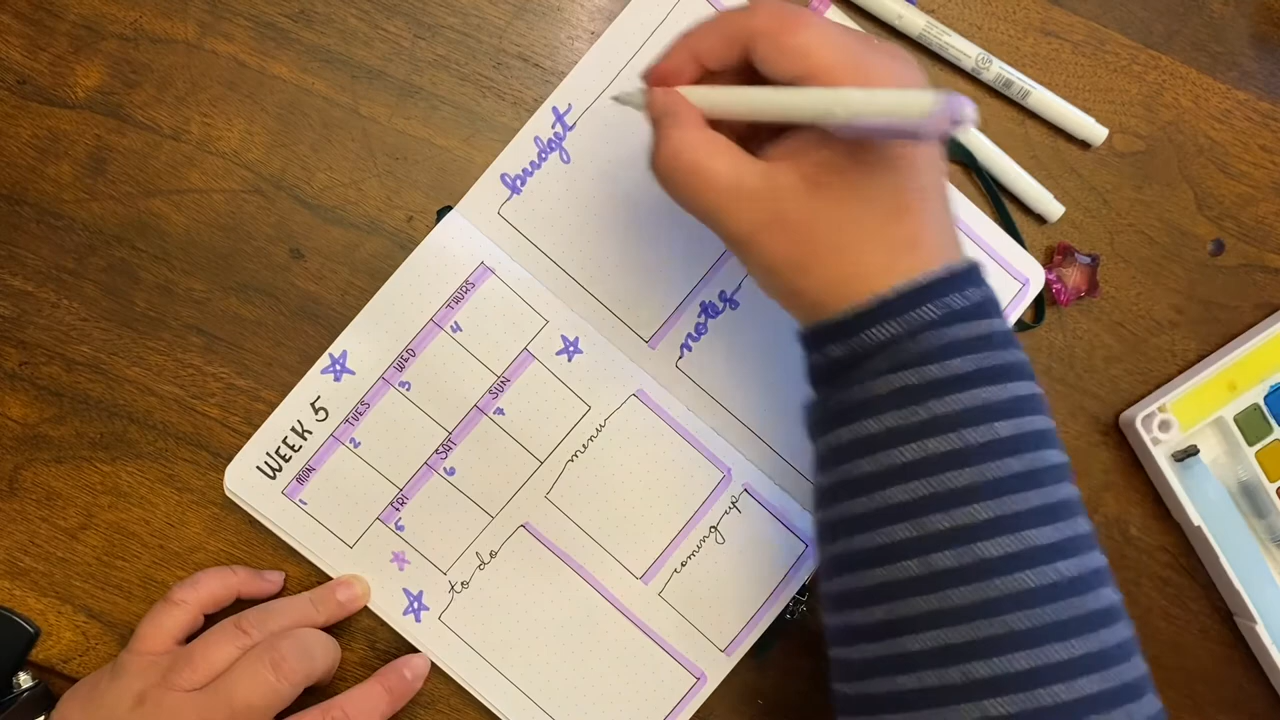 WEEK 5
MON TUES WED THURS
1 2 3 4
FRI SAT SUN
5 6 7
to-do
menu
coming up
budget
notes